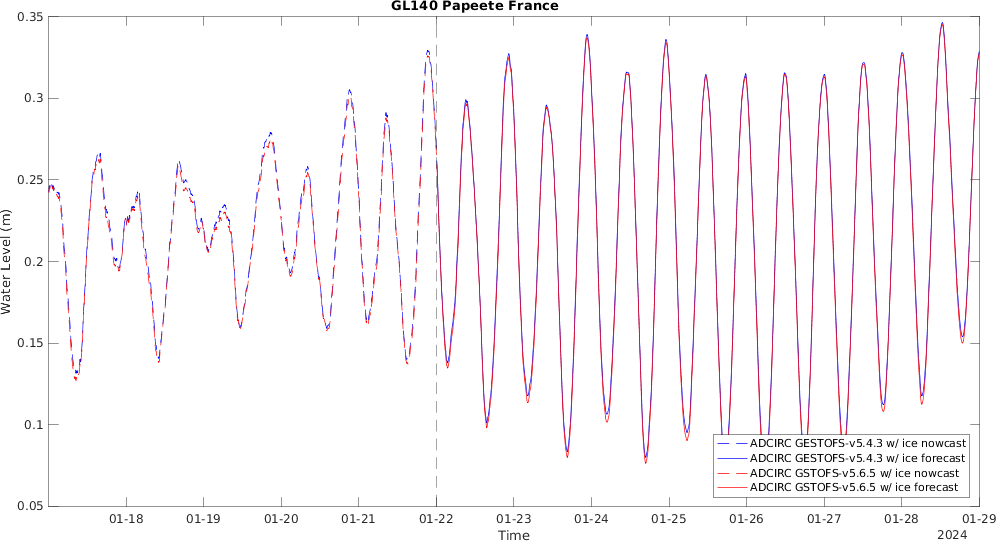 GL140 Papeete France
0.35
0.3
0.25
0.2
0.15
0.1
0.05
Water Level (m)
ADCIRC GESTOFS-v5.4.3 w/ ice nowcast
ADCIRC GESTOFS-v5.4.3 w/ ice forecast
ADCIRC GSTOFS-v5.6.5 w/ ice nowcast
ADCIRC GSTOFS-v5.6.5 w/ ice forecast
01-18 01-19 01-20 01-21 01-22 01-23 01-24 01-25 01-26 01-27 01-28 01-29
Time
2024